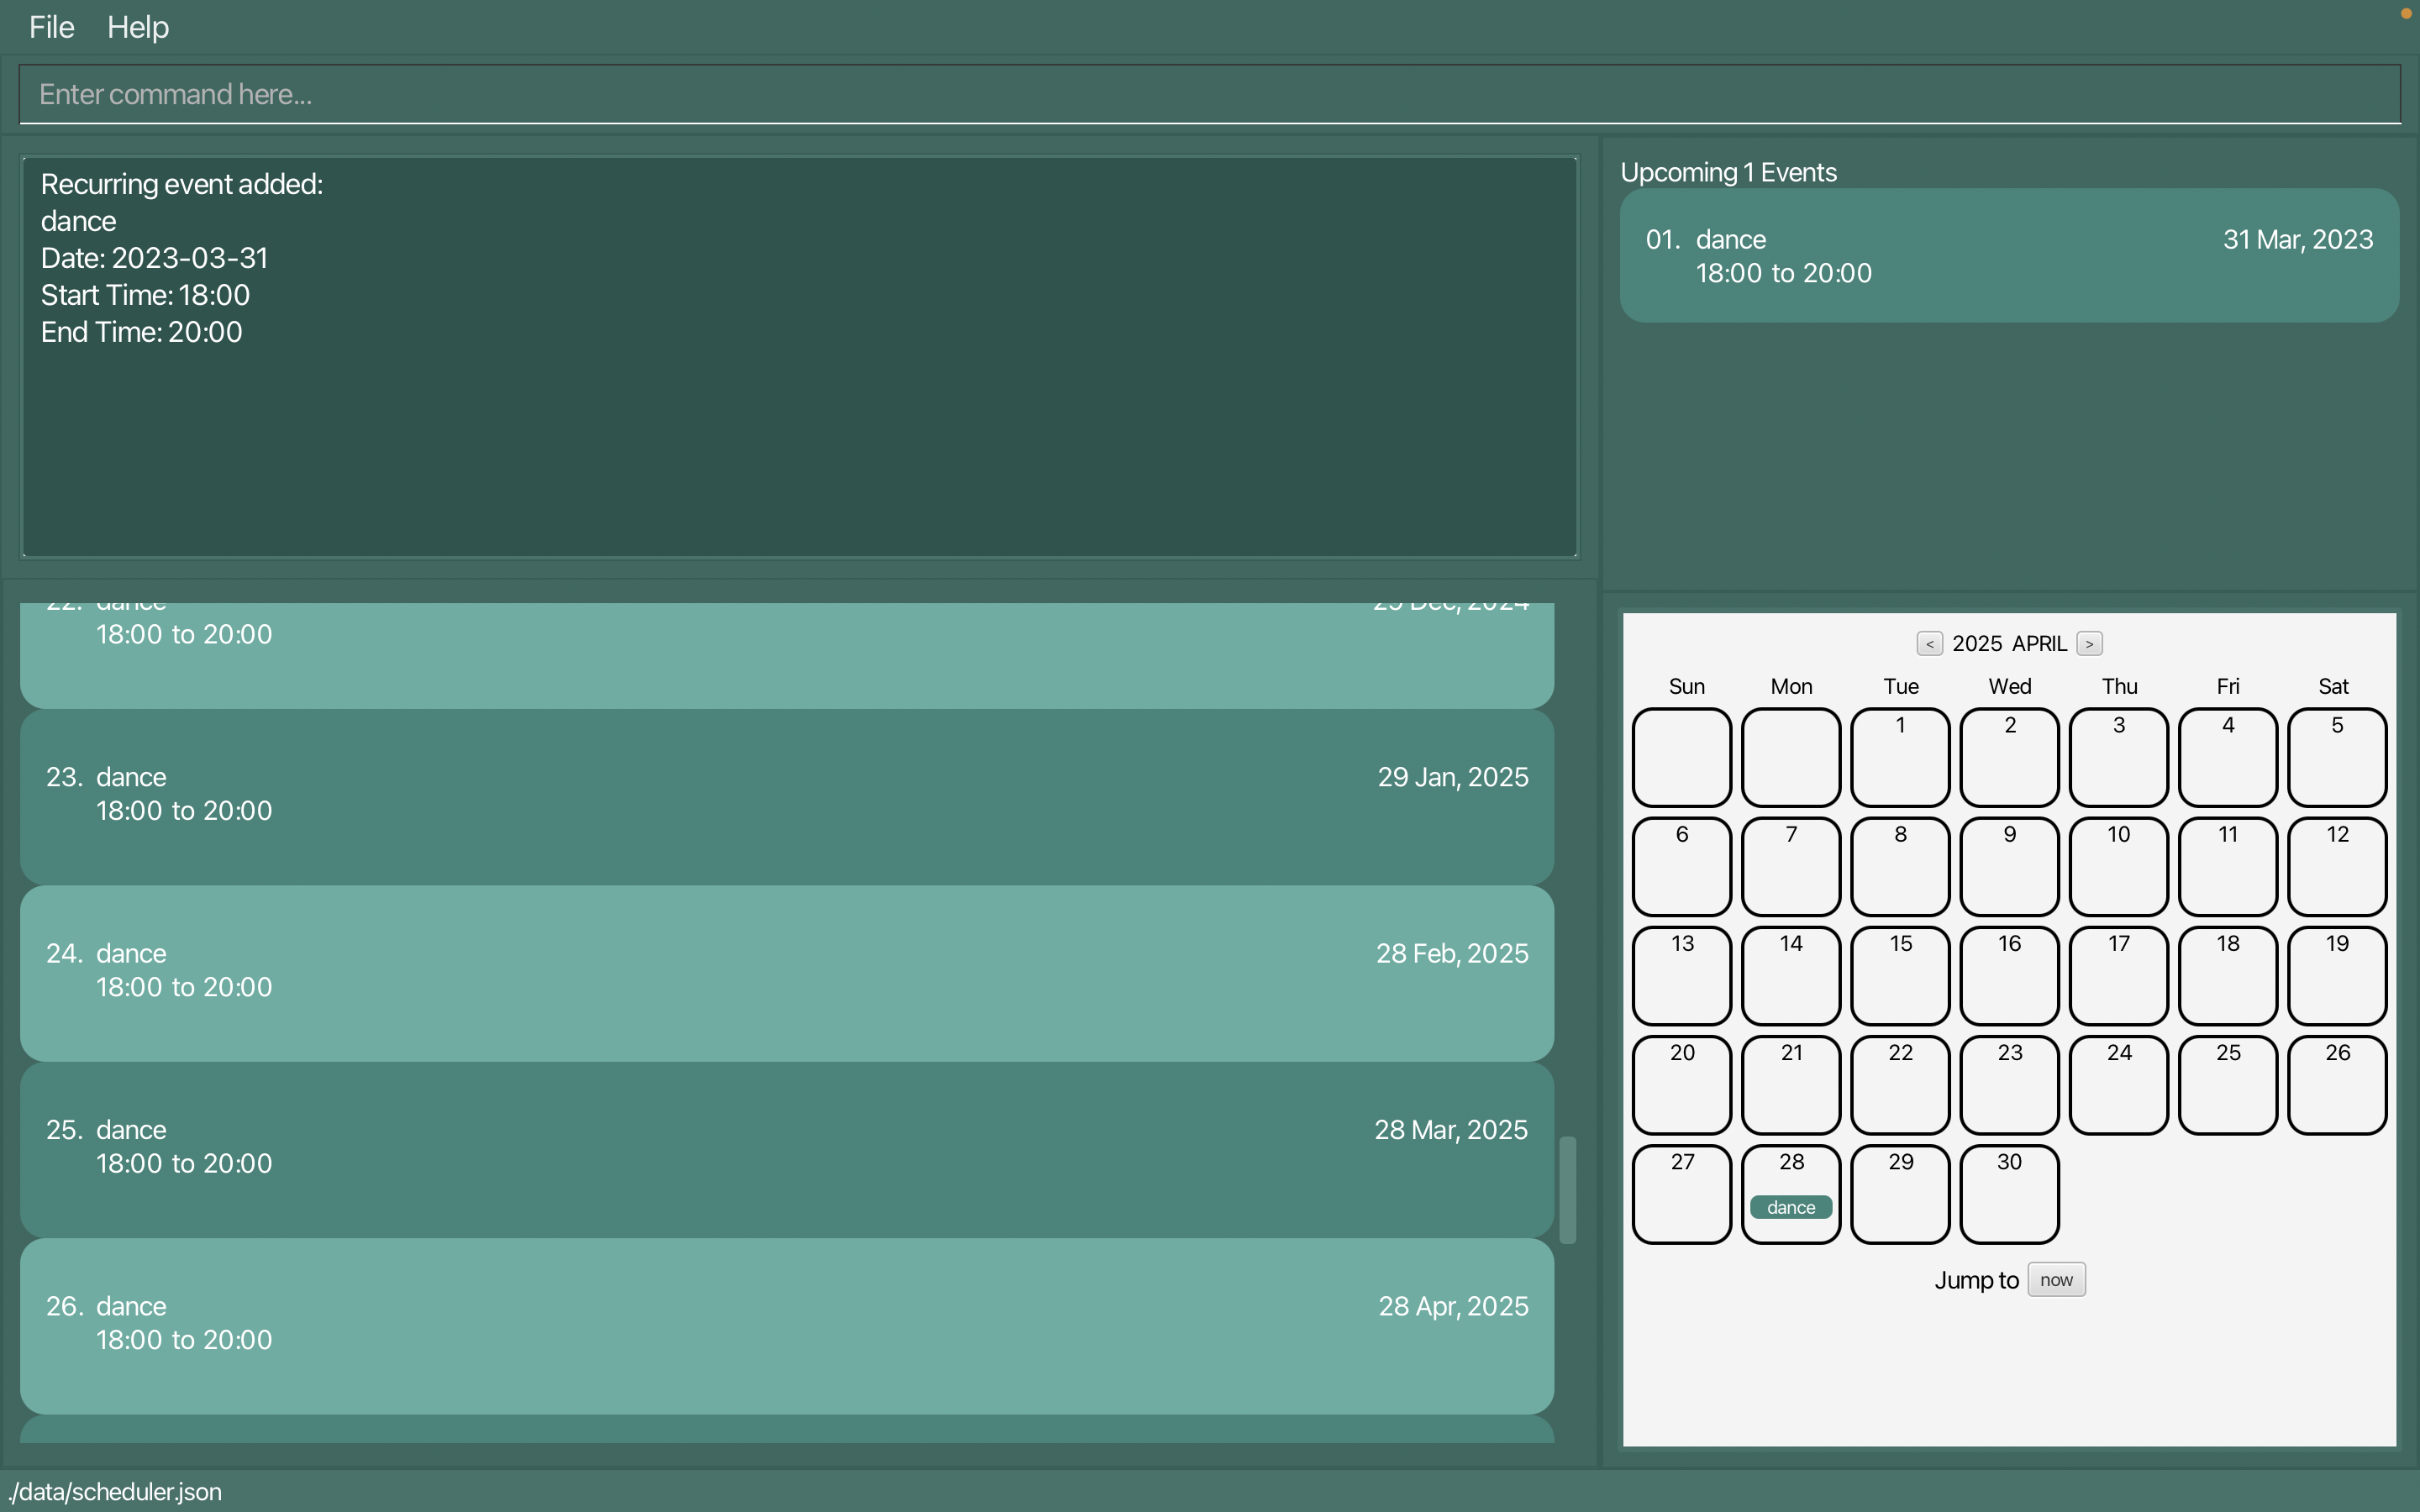 File Help
Enter command here...
Recurring event added:
dance
Date: 2023-03-31
Start Time: 18:00
End Time: 20:00
Upcoming 1 Events
01. dance 31 Mar, 2023
18:00 to 20:00
22. dance Dec, 2024
18:00 to 20:00
23. dance 29 Jan, 2025
18:00 to 20:00
24. dance 28 Feb, 2025
18:00 to 20:00
25. dance 28 Mar, 2025
18:00 to 20:00
26. dance 28 Apr, 2025
18:00 to 20:00
< 2025 APRIL >
Sun Mon Tue Wed Thu Fri Sat
1 2 3 4 5
6 7 8 9 10 11 12
13 14 15 16 17 18 19
20 21 22 23 24 25 26
27 28 29 30
dance
Jump to now
./data/scheduler.json